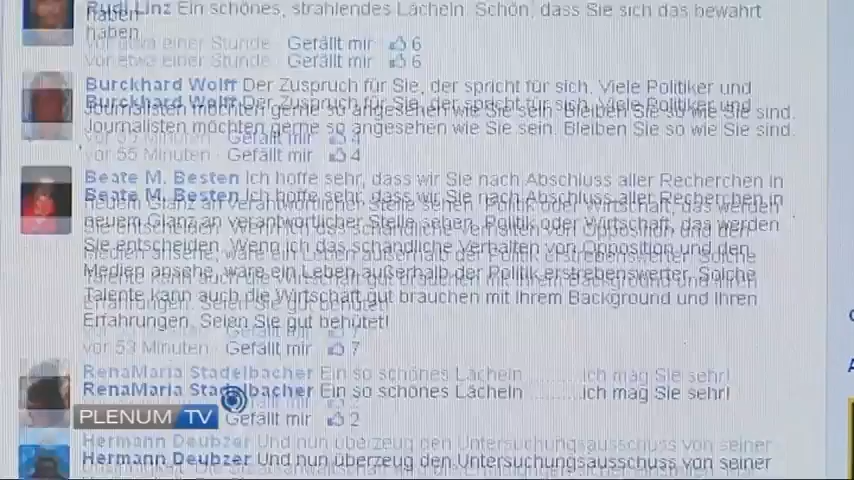 Rudi Linz Ein schönes, strahlendes Lächeln. Schön, dass Sie sich das bewahrt
haben.
vor etwa einer Stunde · Gefällt mir · 6
Burckhard Wolff Der Zuspruch für Sie, der spricht für sich. Viele Politiker und
Journalisten möchten gerne so angesehen wie Sie sein. Bleiben Sie so wie Sie sind.
vor 55 Minuten · Gefällt mir · 4
Beate M. Besten Ich hoffe sehr, dass wir Sie nach Abschluss aller Recherchen in
neuem Glanz an verantwortlicher Stelle sehen. Politik oder Wirtschaft, das werden
Sie entscheiden. Wenn ich das schändliche Verhalten von Opposition und den
Medien ansehe, wäre ein Leben außerhalb der Politik erstrebenswerter. Solche
Talente kann auch die Wirtschaft gut brauchen mit Ihrem Background und Ihren
Erfahrungen. Seien Sie gut behütet!
vor 53 Minuten · Gefällt mir · 7
RenaMaria Stadelbacher Ein so schönes Lächeln ...........ich mag Sie sehr!
Gefällt mir · 2
PLENUM TV
Hermann Deubzer Und nun überzeug den Untersuchungsausschuss von seiner